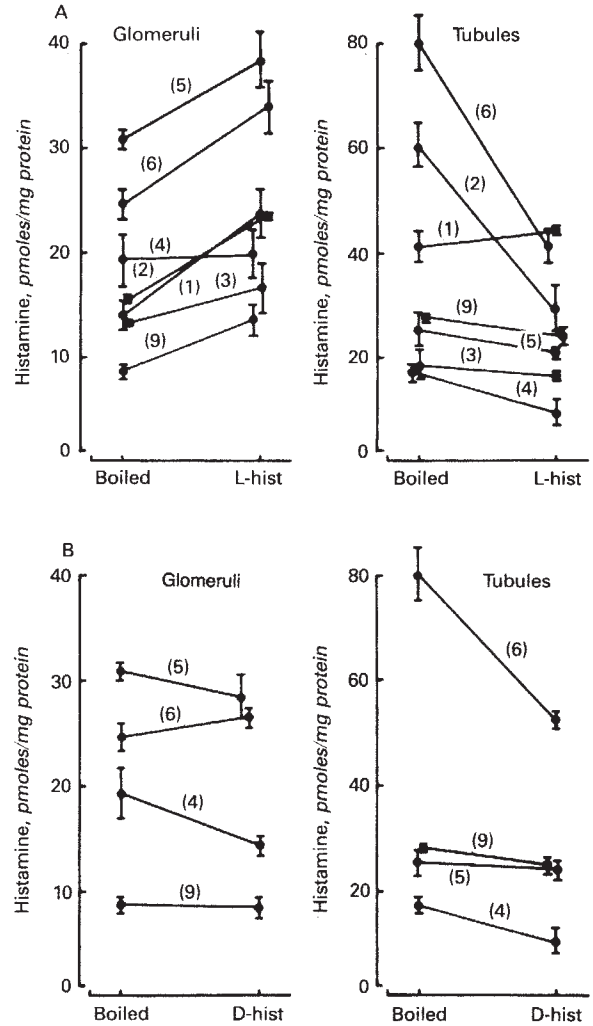 A
Glomeruli
Tubules
Histamine, pmoles/mg protein
40
30
20
10
0
(5)
(6)
(4)
(2)
(1)
(3)
(9)
Boiled
L-hist
Histamine, pmoles/mg protein
80
60
40
20
0
(6)
(2)
(1)
(9)
(5)
(3)
(4)
Boiled
L-hist
B
Glomeruli
Tubules
Histamine, pmoles/mg protein
40
30
20
10
0
(5)
(6)
(4)
(9)
Boiled
D-hist
Histamine, pmoles/mg protein
80
60
40
20
0
(6)
(9)
(5)
(4)
Boiled
D-hist